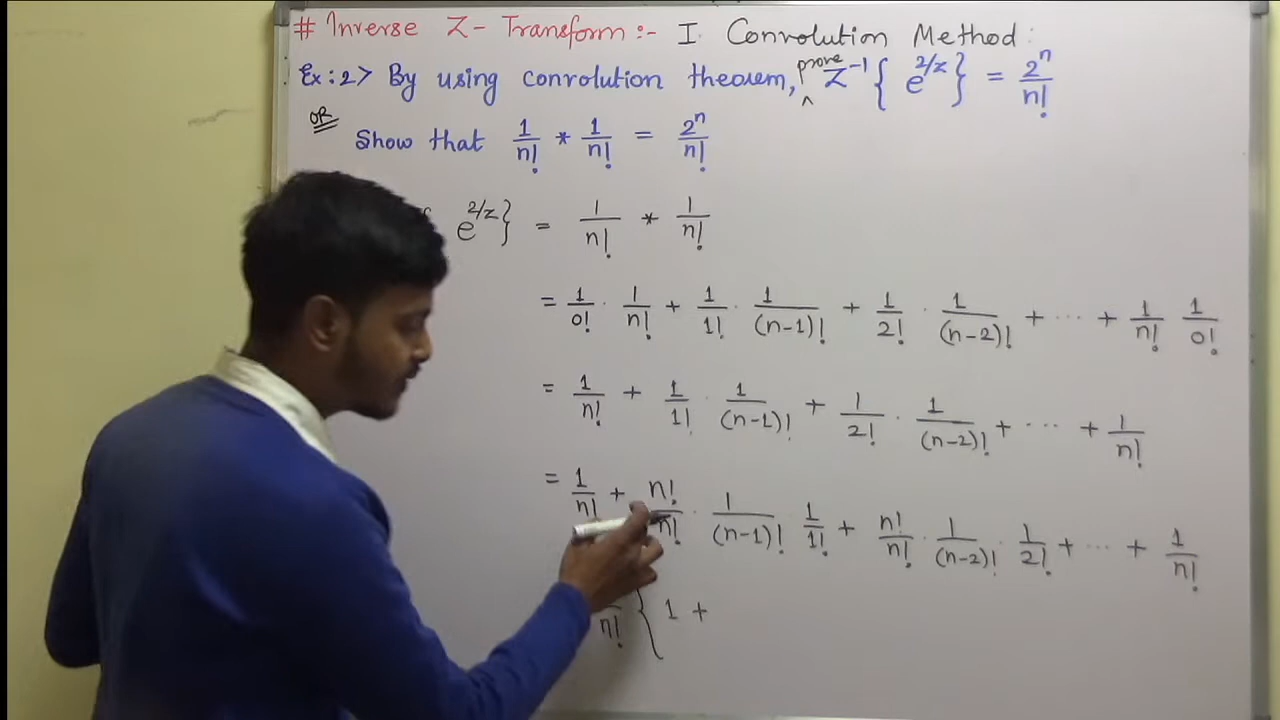 # Inverse Z- Transform:- I. Convolution Method:
Ex:2> By using convolution theorem, prove Z⁻¹{ e^{2/z} } = 2ⁿ/n!
OR
Show that 1/n! * 1/n! = 2ⁿ/n!
e^{2/z}} = 1/n! * 1/n!
= 1/0! · 1/n! + 1/1! · 1/(n-1)! + 1/2! · 1/(n-2)! + ··· + 1/n! 1/0!
= 1/n! + 1/1! · 1/(n-1)! + 1/2! · 1/(n-2)! + ··· + 1/n!
= 1/n! + n!/n! · 1/(n-1)! · 1/1! + n!/n! · 1/(n-2)! · 1/2! + ··· + 1/n!
n! { 1 +